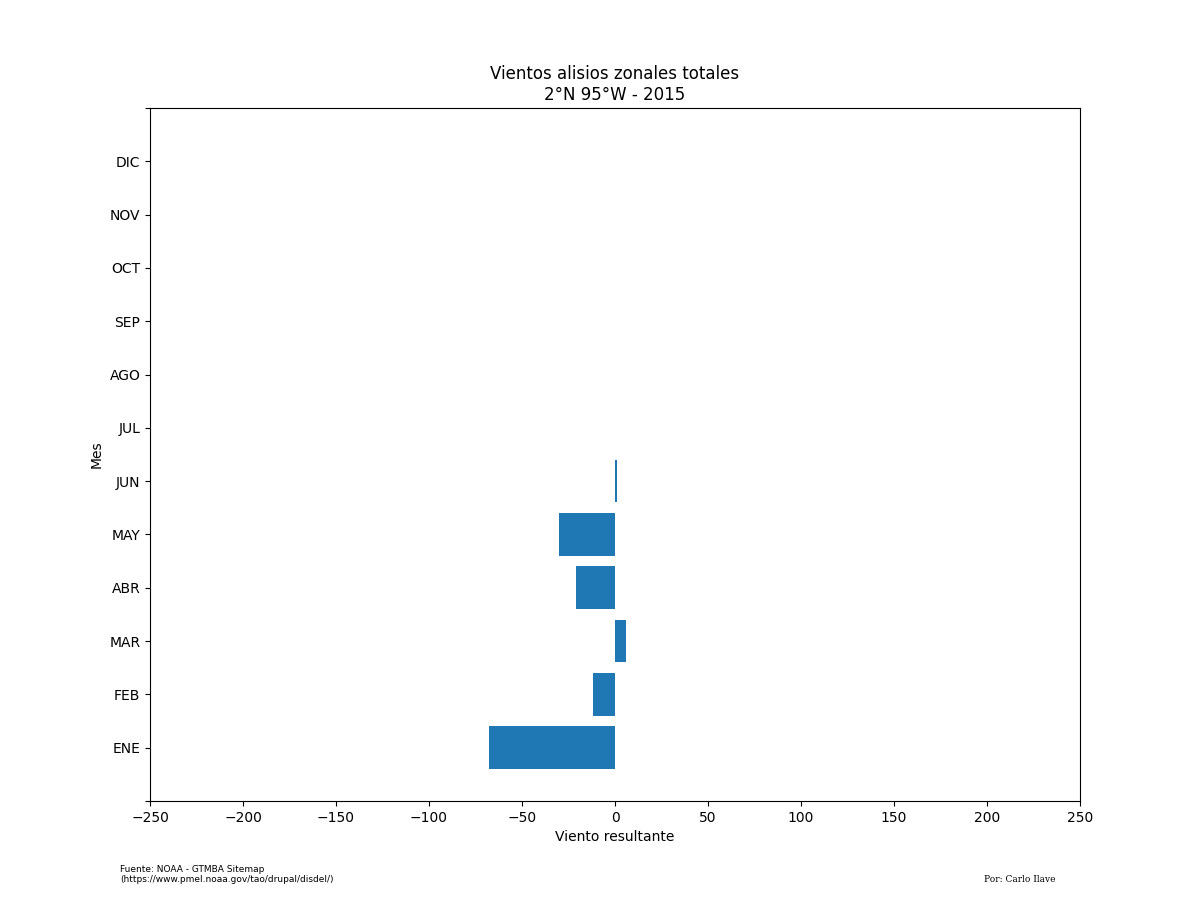 Vientos alisios zonales totales
2°N 95°W - 2015
DIC
NOV
OCT
SEP
AGO
JUL
Mes
JUN
MAY
ABR
MAR
FEB
ENE
−250 −200 −150 −100 −50 0 50 100 150 200 250
Viento resultante
Fuente: NOAA - GTMBA Sitemap
(https://www.pmel.noaa.gov/tao/drupal/disdel/)
Por: Carlo Ilave